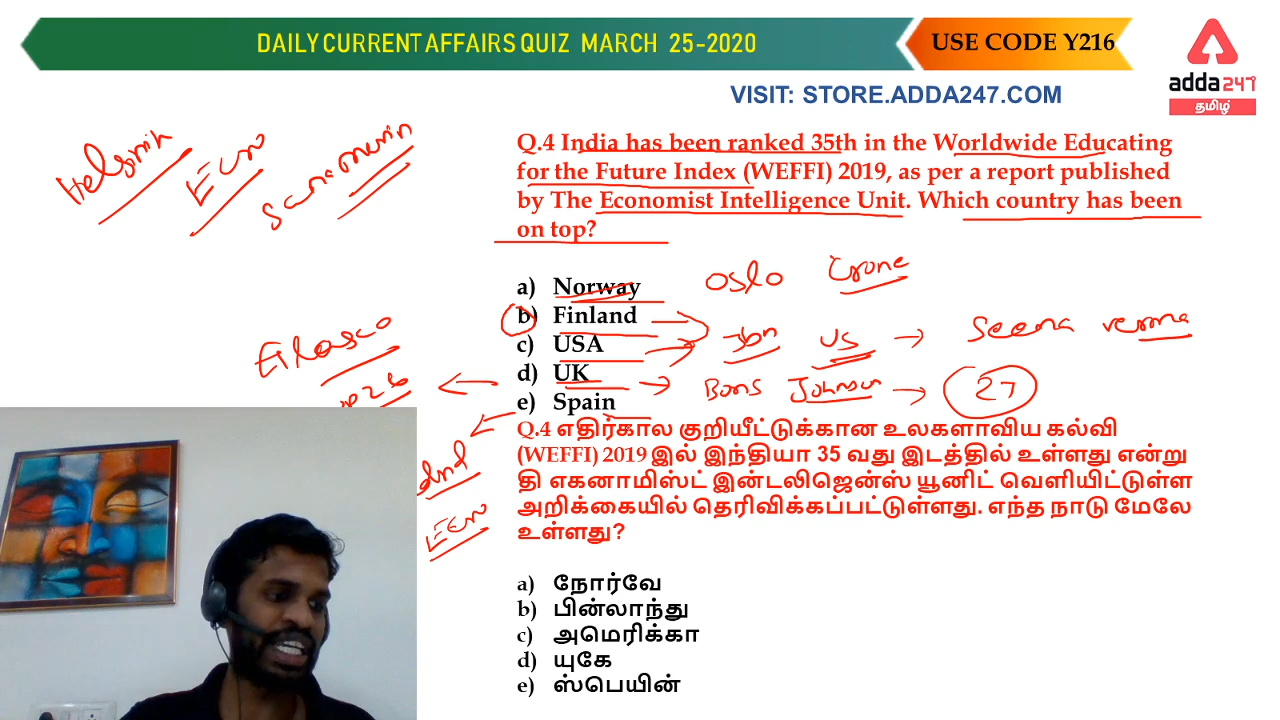 DAILY CURRENT AFFAIRS QUIZ MARCH 25-2020
USE CODE Y216
adda247
தமிழ்
VISIT: STORE.ADDA247.COM
Q.4 India has been ranked 35th in the Worldwide Educating
for the Future Index (WEFFI) 2019, as per a report published
by The Economist Intelligence Unit. Which country has been
on top?
a) Norway
b) Finland
c) USA
d) UK
e) Spain
Oslo
US
Seema verma
Boris Johnson
27
Q.4 எதிர்கால குறியீட்டுக்கான உலகளாவிய கல்வி
(WEFFI) 2019 இல் இந்தியா 35 வது இடத்தில் உள்ளது என்று
தி எகனாமிஸ்ட் இன்டலிஜென்ஸ் யூனிட் வெளியிட்டுள்ள
அறிக்கையில் தெரிவிக்கப்பட்டுள்ளது. எந்த நாடு மேலே
உள்ளது?
a) நோர்வே
b) பின்லாந்து
c) அமெரிக்கா
d) யுகே
e) ஸ்பெயின்